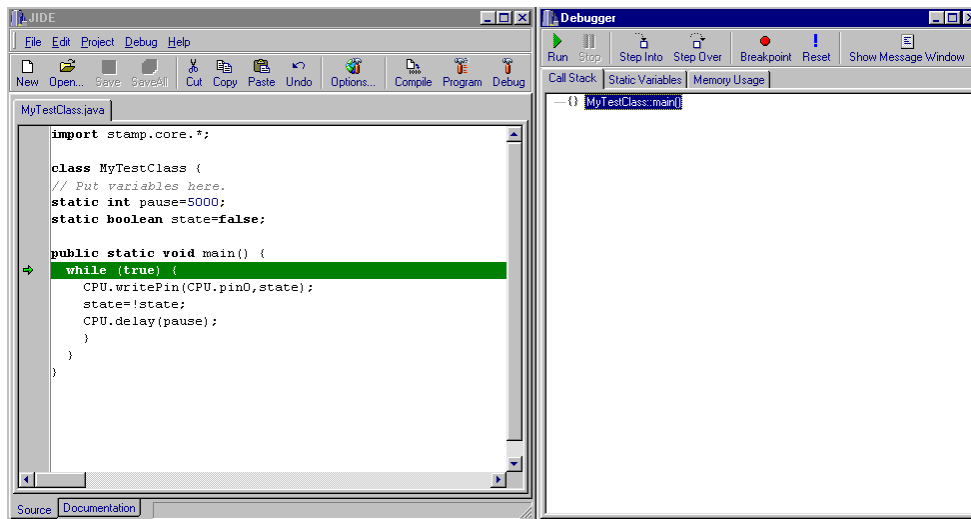 JIDE
File Edit Project Debug Help
New Open... Save SaveAll Cut Copy Paste Undo Options... Compile Program Debug
MyTestClass.java
import stamp.core.*;
class MyTestClass {
// Put variables here.
static int pause=5000;
static boolean state=false;
public static void main() {
while (true) {
CPU.writePin(CPU.pin0,state);
state=!state;
CPU.delay(pause);
}
}
}
Source Documentation
Debugger
Run Stop Step Into Step Over Breakpoint Reset Show Message Window
Call Stack Static Variables Memory Usage
{} MyTestClass::main()